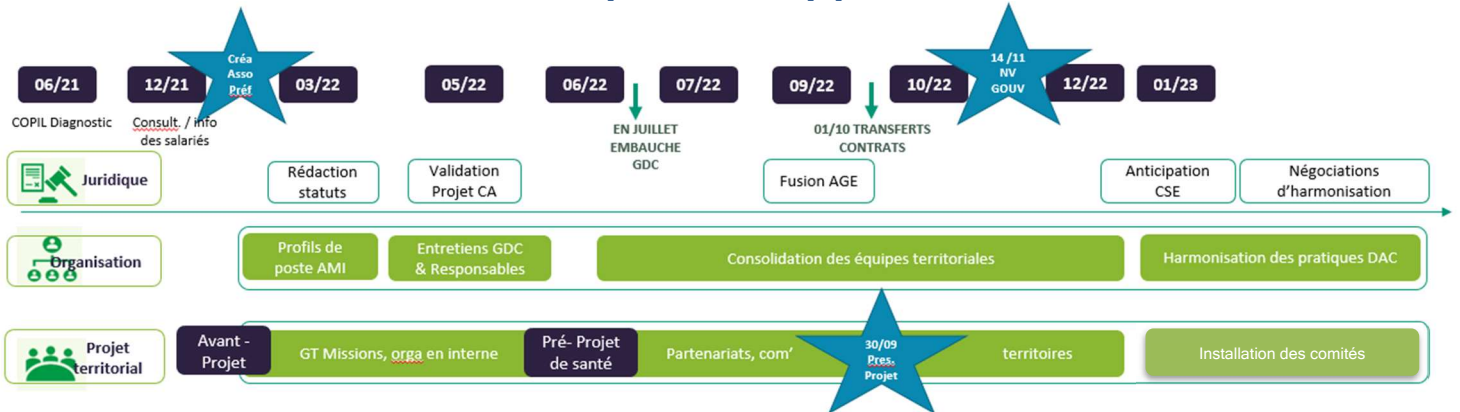 06/21
12/21
Créa
Asso
Préf
03/22
05/22
06/22
07/22
09/22
10/22
14 /11
NV
GOUV
12/22
01/23
COPIL Diagnostic
Consult. / info
des salariés
EN JUILLET
EMBAUCHE
GDC
01/10 TRANSFERTS
CONTRATS
Juridique
Rédaction
statuts
Validation
Projet CA
Fusion AGE
Anticipation
CSE
Négociations
d'harmonisation
Organisation
Profils de
poste AMI
Entretiens GDC
& Responsables
Consolidation des équipes territoriales
Harmonisation des pratiques DAC
Projet
territorial
Avant -
Projet
GT Missions, orga en interne
Pré- Projet
de santé
Partenariats, com’
30/09
Pres.
Projet
territoires
Installation des comités